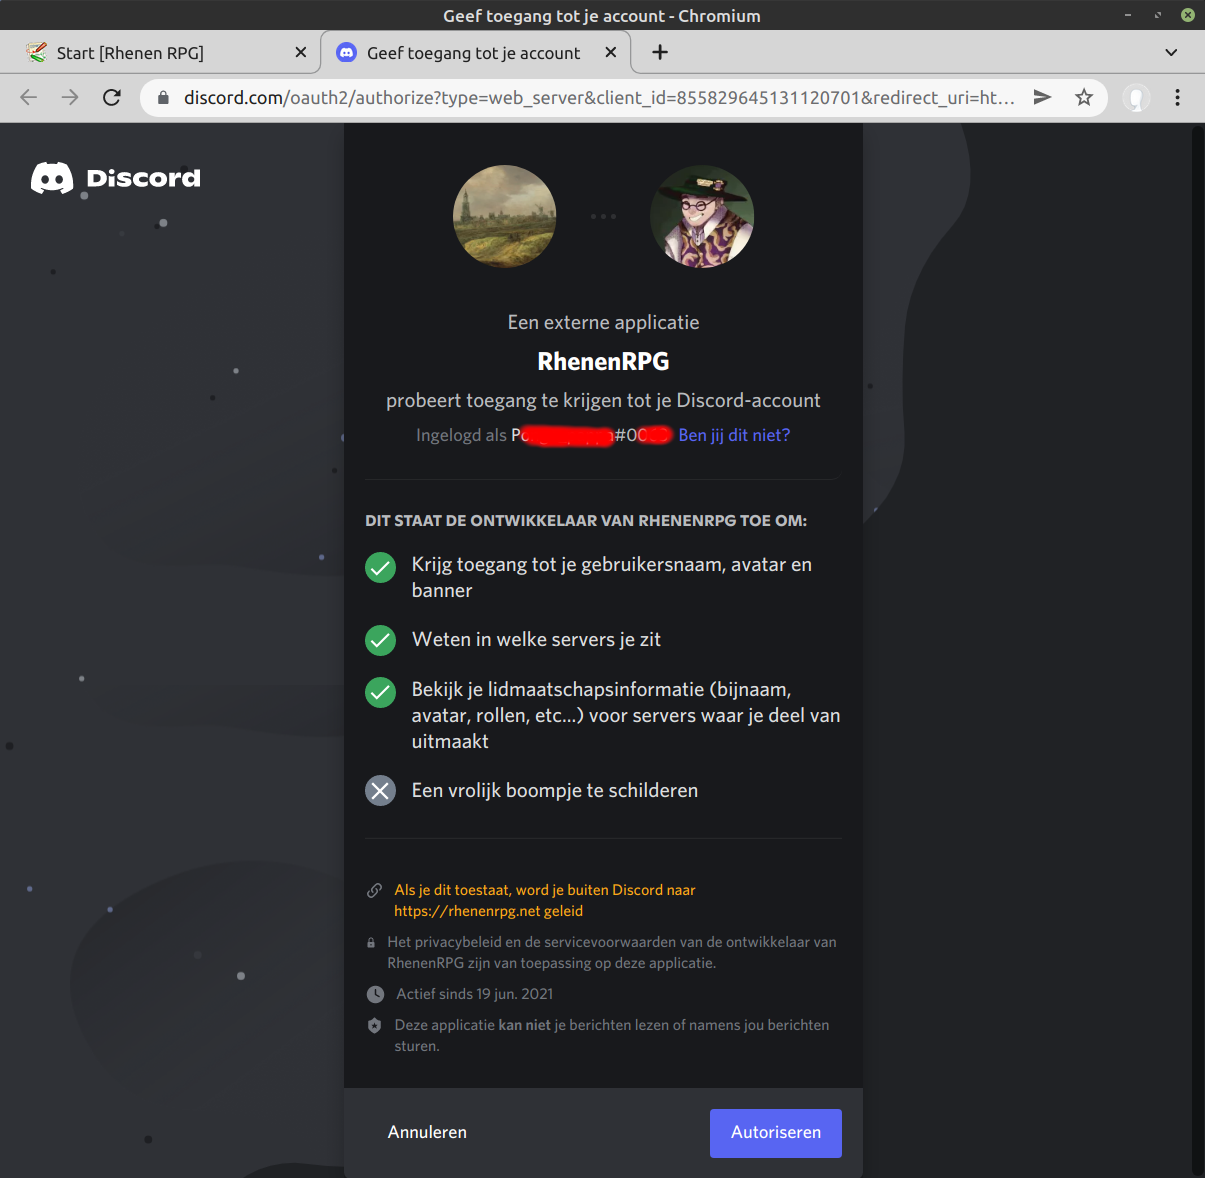 Geef toegang tot je account - Chromium
Start [Rhenen RPG]
Geef toegang tot je account
discord.com/oauth2/authorize?type=web_server&client_id=855829645131120701&redirect_uri=ht...
Discord
Een externe applicatie
RhenenRPG
probeert toegang te krijgen tot je Discord-account
Ingelogd als Ben jij dit niet?
DIT STAAT DE ONTWIKKELAAR VAN RHENENRPG TOE OM:
Krijg toegang tot je gebruikersnaam, avatar en
banner
Weten in welke servers je zit
Bekijk je lidmaatschapsinformatie (bijnaam,
avatar, rollen, etc...) voor servers waar je deel van
uitmaakt
Een vrolijk boompje te schilderen
Als je dit toestaat, word je buiten Discord naar
https://rhenenrpg.net geleid
Het privacybeleid en de servicevoorwaarden van de ontwikkelaar van
RhenenRPG zijn van toepassing op deze applicatie.
Actief sinds 19 jun. 2021
Deze applicatie kan niet je berichten lezen of namens jou berichten
sturen.
Annuleren
Autoriseren